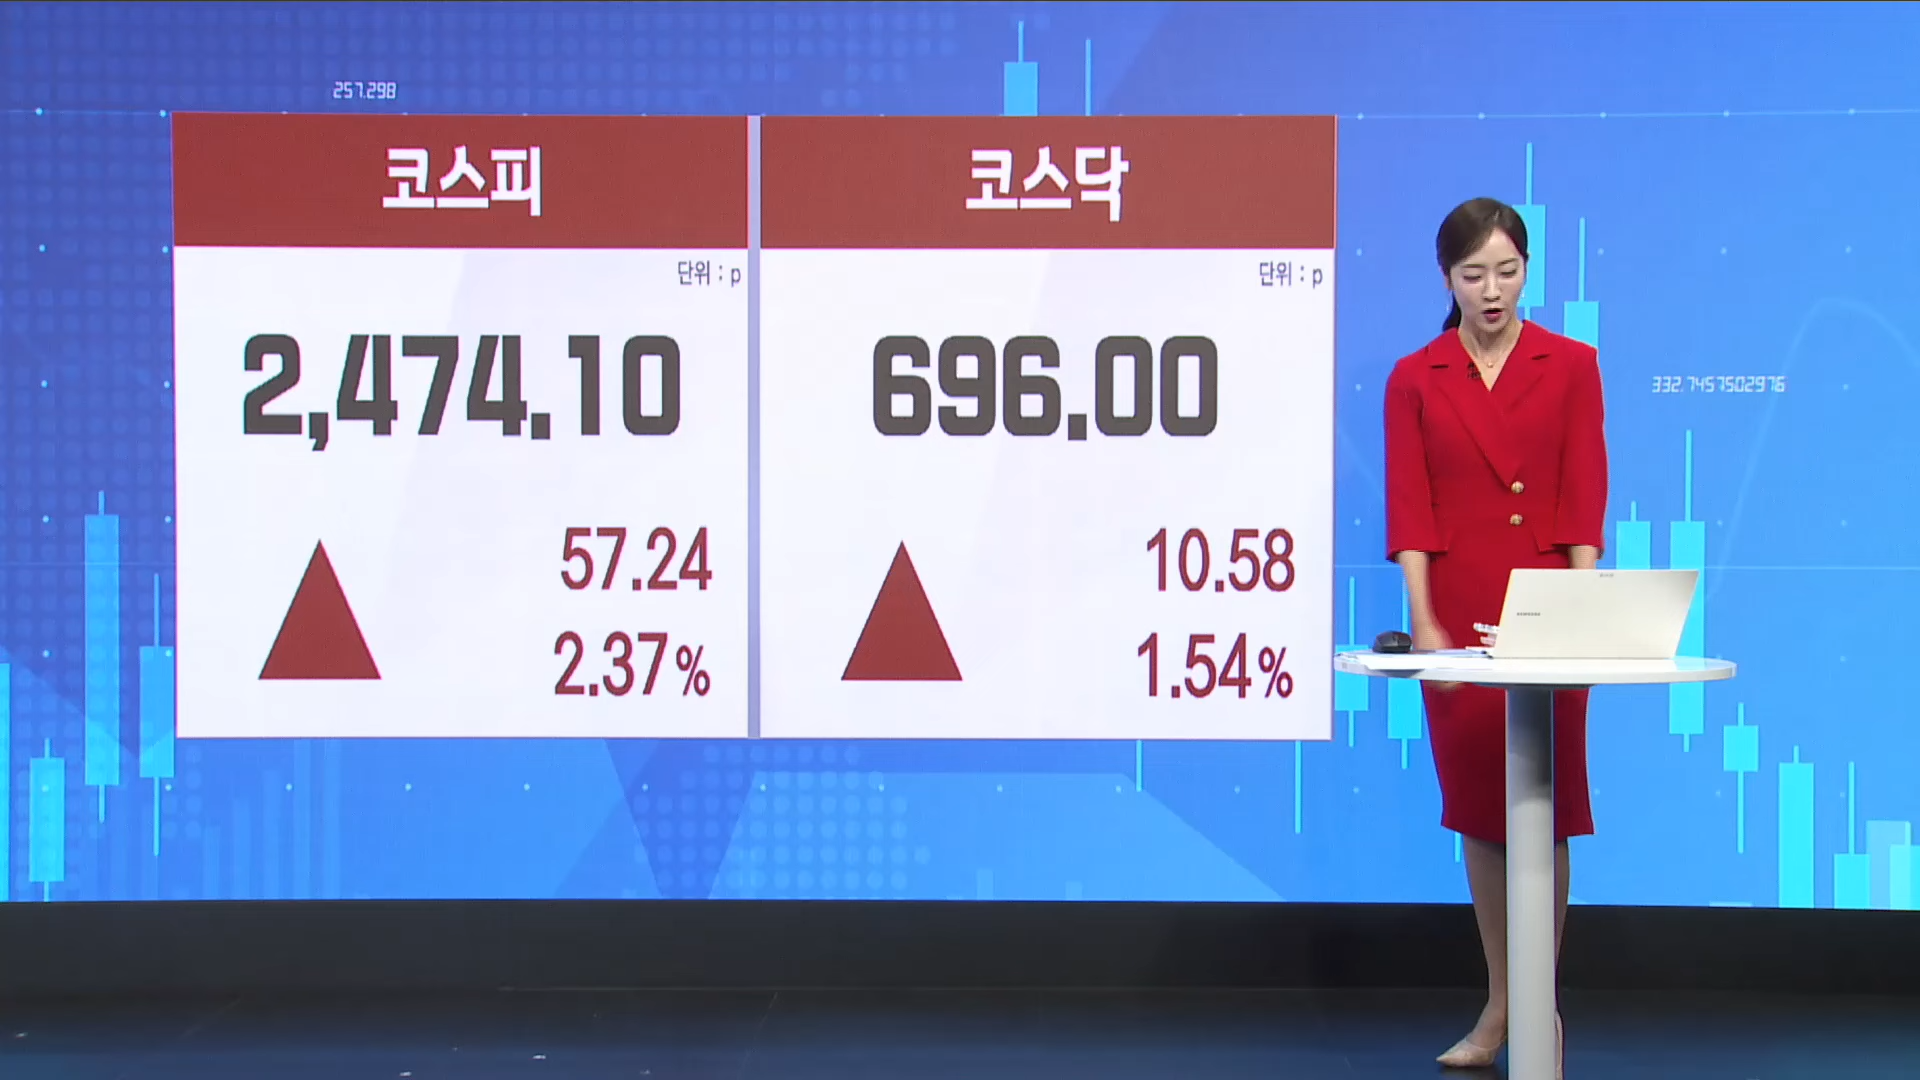 257.298
코스피
단위 : p
2,474.10
57.24
2.37%
코스닥
단위 : p
696.00
10.58
1.54%
332.7457502976
SAMSUNG